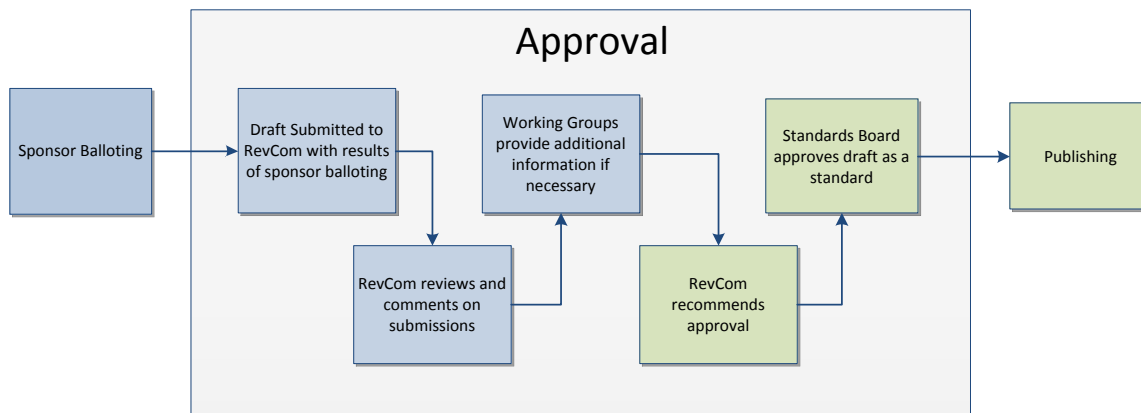 Approval
Sponsor Balloting
Draft Submitted to
RevCom with results
of sponsor balloting
RevCom reviews and
comments on
submissions
Working Groups
provide additional
information if
necessary
RevCom
recommends
approval
Standards Board
approves draft as a
standard
Publishing